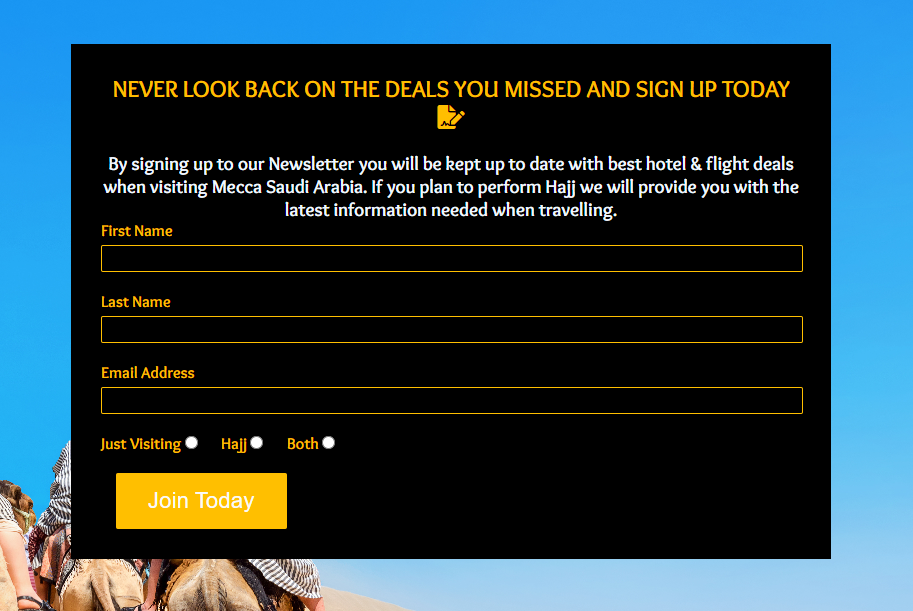 NEVER LOOK BACK ON THE DEALS YOU MISSED AND SIGN UP TODAY
By signing up to our Newsletter you will be kept up to date with best hotel & flight deals
when visiting Mecca Saudi Arabia. If you plan to perform Hajj we will provide you with the
latest information needed when travelling.
First Name
Last Name
Email Address
Just Visiting Hajj Both
Join Today